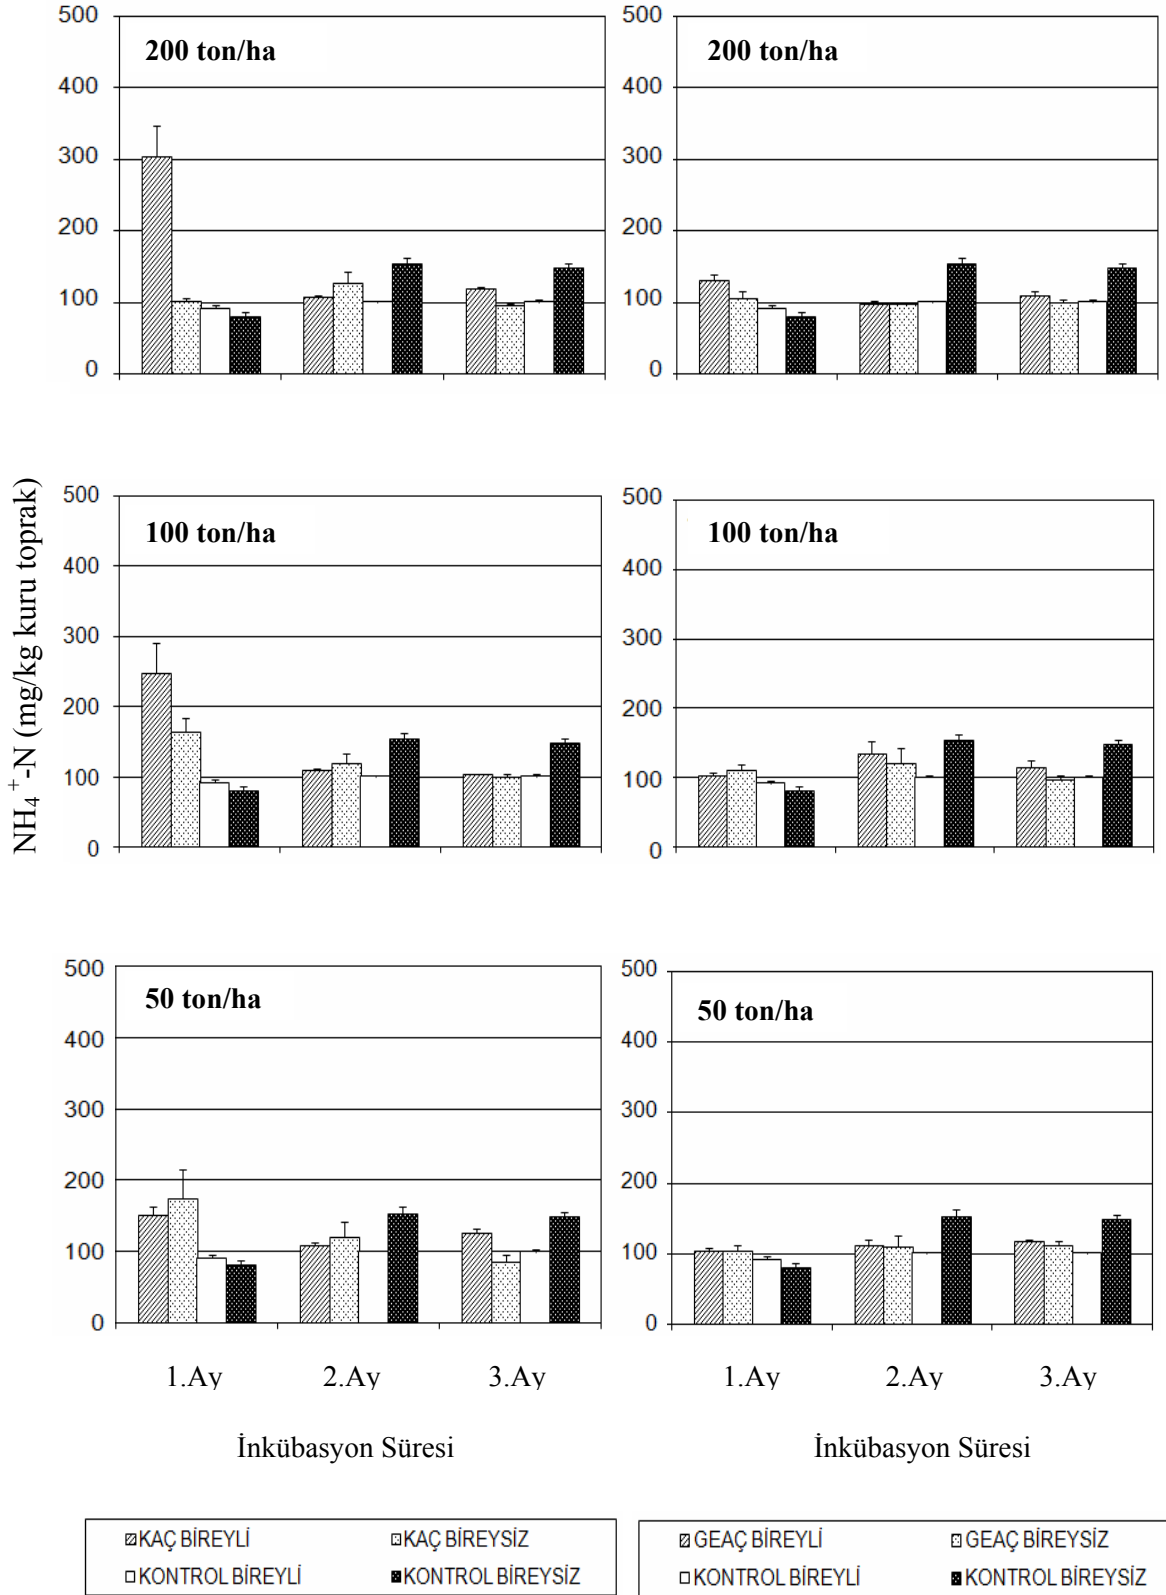 500
400
300
200
100
0
200 ton/ha
500
400
300
200
100
0
200 ton/ha
NH₄⁺-N (mg/kg kuru toprak)
500
400
300
200
100
0
100 ton/ha
500
400
300
200
100
0
100 ton/ha
500
400
300
200
100
0
50 ton/ha
500
400
300
200
100
0
50 ton/ha
1.Ay 2.Ay 3.Ay
1.Ay 2.Ay 3.Ay
İnkübasyon Süresi
İnkübasyon Süresi
KAÇ BİREYLİ KAÇ BİREYSİZ
KONTROL BİREYLİ KONTROL BİREYSİZ
GEAÇ BİREYLİ GEAÇ BİREYSİZ
KONTROL BİREYLİ KONTROL BİREYSİZ